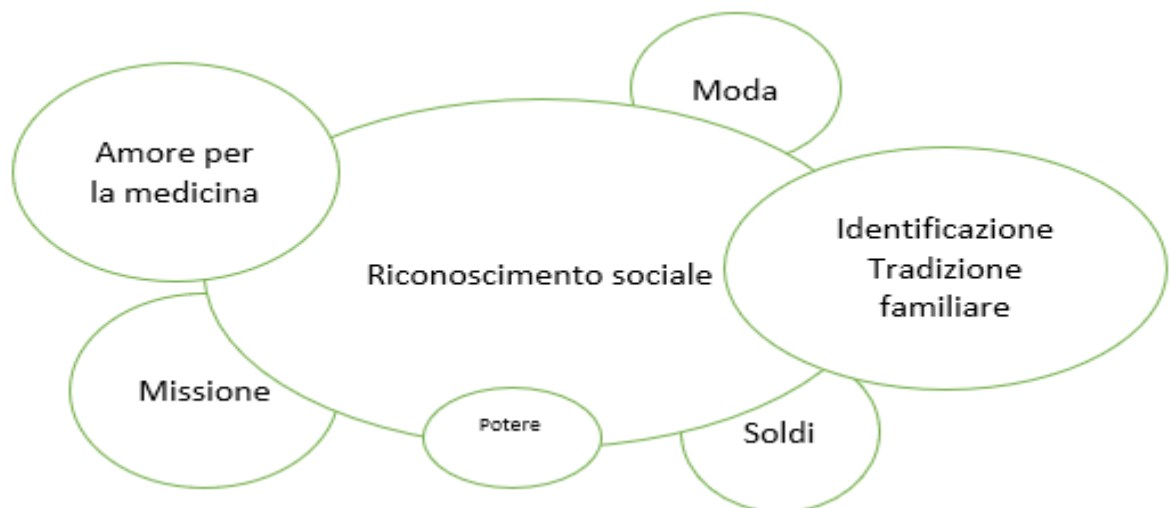 Moda
Amore per
la medicina
Identificazione
Tradizione
familiare
Riconoscimento sociale
Missione
Potere
Soldi